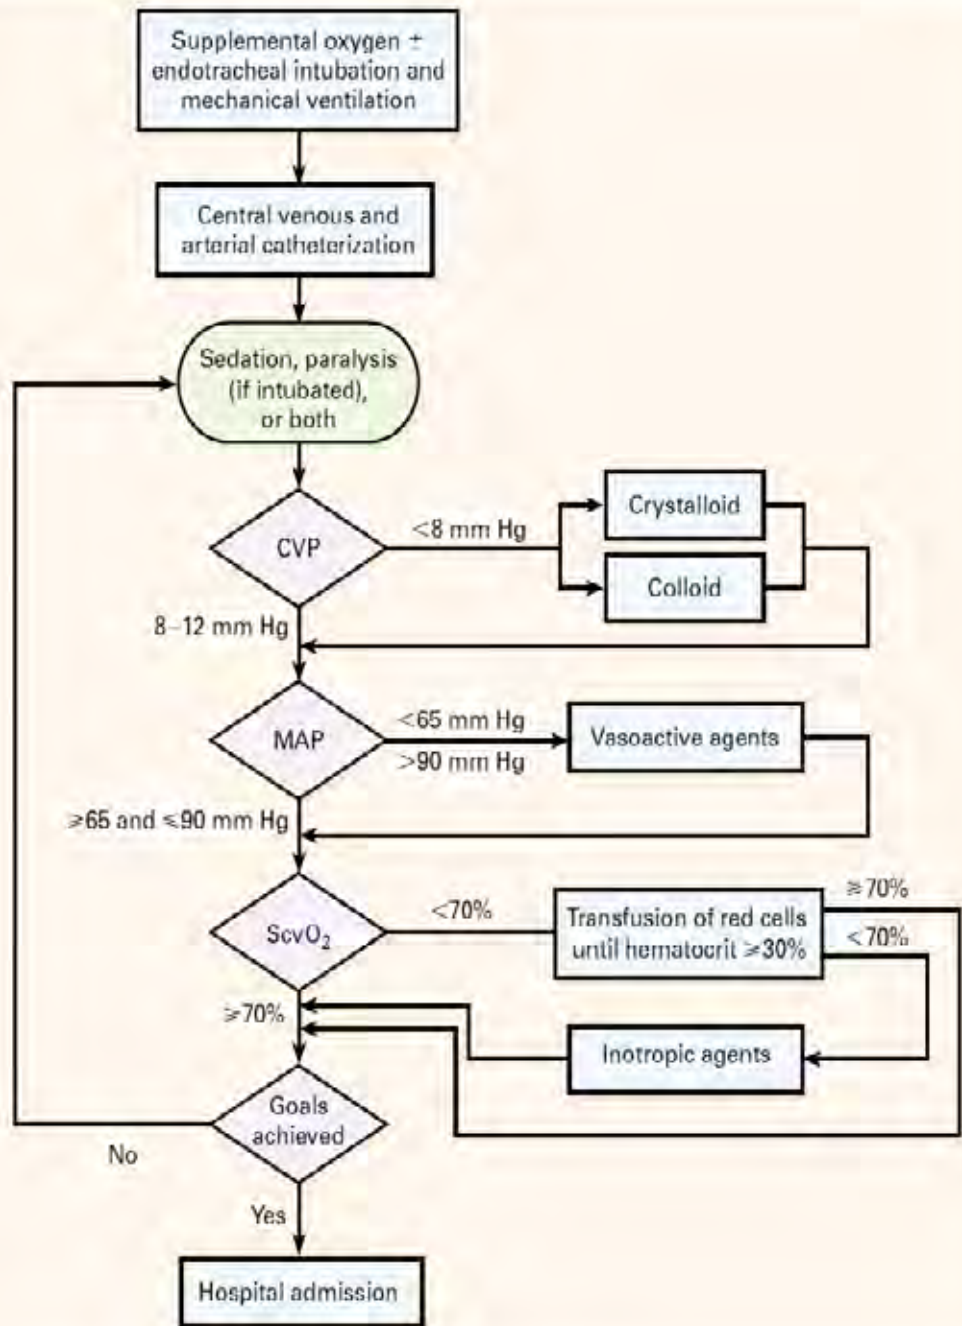 Supplemental oxygen ±
endotracheal intubation and
mechanical ventilation
Central venous and
arterial catheterization
Sedation, paralysis
(if intubated),
or both
CVP
<8 mm Hg
Crystalloid
Colloid
8–12 mm Hg
MAP
<65 mm Hg
>90 mm Hg
Vasoactive agents
≥65 and ≤90 mm Hg
ScvO₂
<70%
Transfusion of red cells
until hematocrit ≥30%
≥70%
<70%
≥70%
Inotropic agents
Goals
achieved
No
Yes
Hospital admission